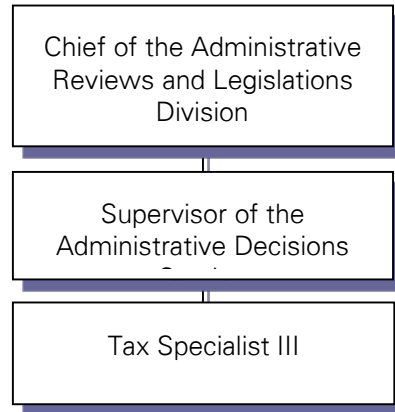 Chief of the Administrative
Reviews and Legislations
Division
Supervisor of the
Administrative Decisions
Tax Specialist III